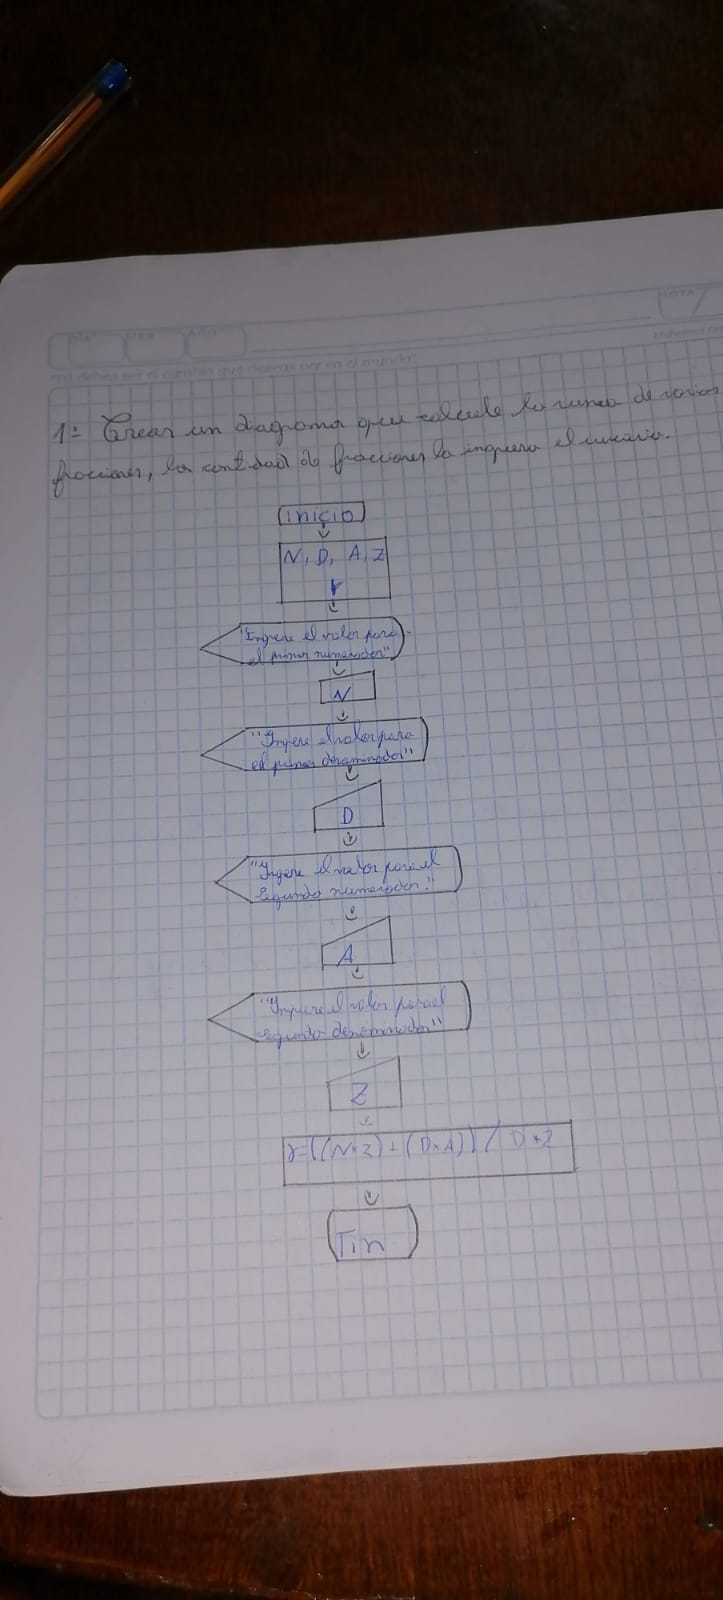 DÍA MES AÑO NOTA
"Tú debes ser el cambio que deseas ver en el mundo."
1= Crear un diagrama que calcule la suma de varias
fracciones, la cantidad de fracciones la ingresa el usuario.
inicio
N, D, A, Z
r
"Ingrese el valor para
el primer numerador"
N
"Ingrese el valor para
el primer denominador"
D
"Ingrese el valor para el
Segundo numerador."
A
"Ingrese el valor para el
Segundo denominador"
Z
r=((N*Z)+(D*A)) / D*Z
Fin